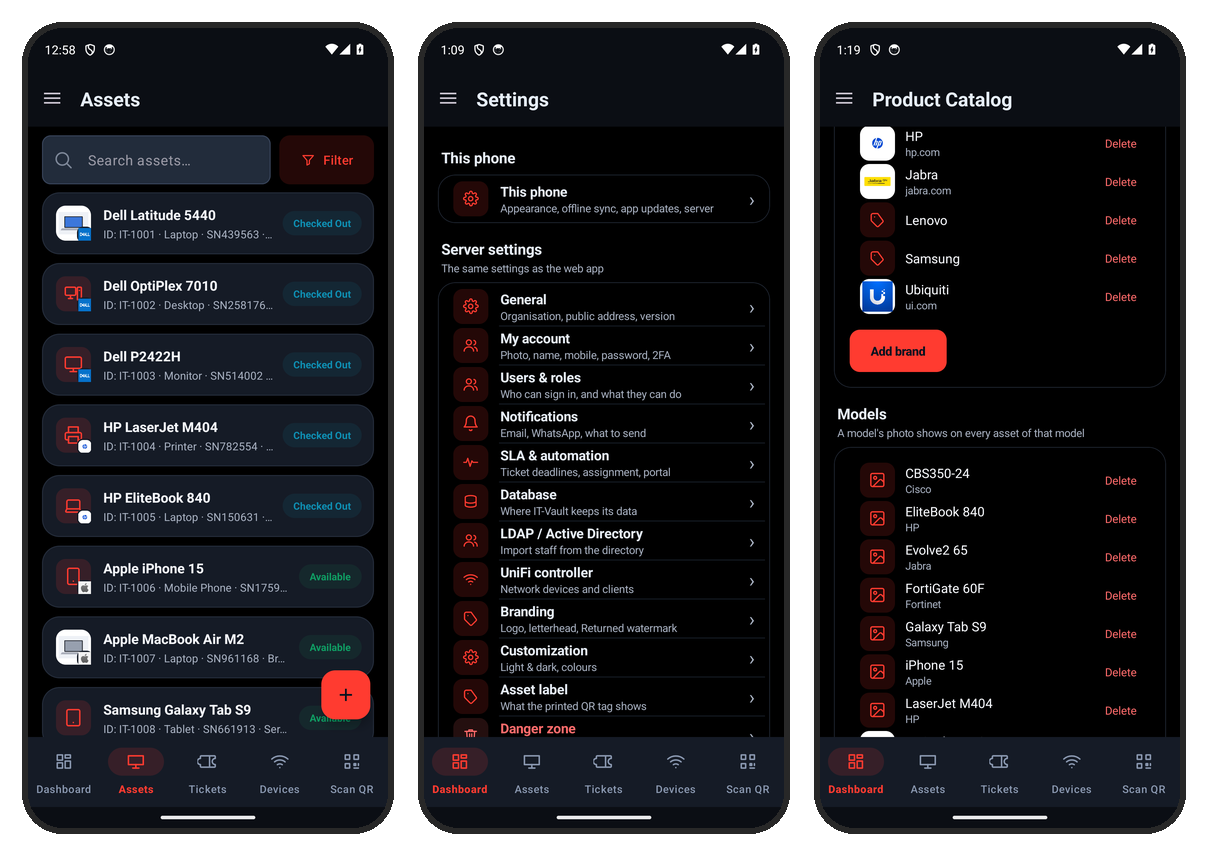 12:58
Assets
Search assets...
Filter
Dell Latitude 5440
ID: IT-1001 · Laptop · SN439563 ·...
Checked Out
Dell OptiPlex 7010
ID: IT-1002 · Desktop · SN258176...
Checked Out
Dell P2422H
ID: IT-1003 · Monitor · SN514002 ...
Checked Out
HP LaserJet M404
ID: IT-1004 · Printer · SN782554 · ...
Checked Out
HP EliteBook 840
ID: IT-1005 · Laptop · SN150631 ·...
Checked Out
Apple iPhone 15
ID: IT-1006 · Mobile Phone · SN1759...
Available
Apple MacBook Air M2
ID: IT-1007 · Laptop · SN961168 · Br...
Available
Samsung Galaxy Tab S9
ID: IT-1008 · Tablet · SN661913 · Ser...
Dashboard
Assets
Tickets
Devices
Scan QR
1:09
Settings
This phone
This phone
Appearance, offline sync, app updates, server
Server settings
The same settings as the web app
General
Organisation, public address, version
My account
Photo, name, mobile, password, 2FA
Users & roles
Who can sign in, and what they can do
Notifications
Email, WhatsApp, what to send
SLA & automation
Ticket deadlines, assignment, portal
Database
Where IT-Vault keeps its data
LDAP / Active Directory
Import staff from the directory
UniFi controller
Network devices and clients
Branding
Logo, letterhead, Returned watermark
Customization
Light & dark, colours
Asset label
What the printed QR tag shows
Danger zone
Dashboard
Assets
Tickets
Devices
Scan QR
1:19
Product Catalog
HP
hp.com
Delete
Jabra
jabra.com
Delete
Lenovo
Delete
Samsung
Delete
Ubiquiti
ui.com
Delete
Add brand
Models
A model's photo shows on every asset of that model
CBS350-24
Cisco
Delete
EliteBook 840
HP
Delete
Evolve2 65
Jabra
Delete
FortiGate 60F
Fortinet
Delete
Galaxy Tab S9
Samsung
Delete
iPhone 15
Apple
Delete
LaserJet M404
HP
Delete
Dashboard
Assets
Tickets
Devices
Scan QR